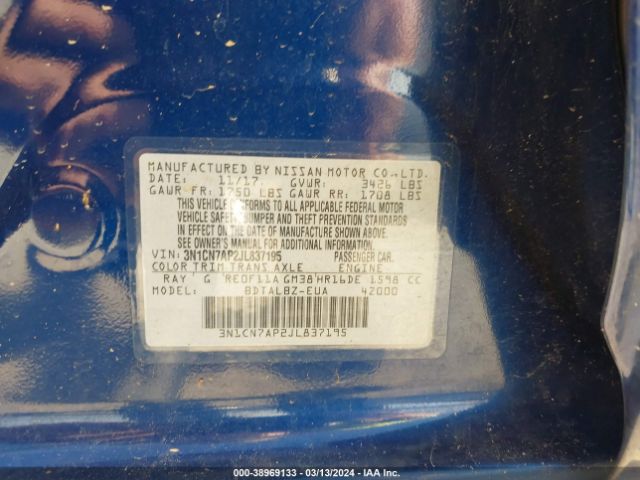 MANUFACTURED BY NISSAN MOTOR CO.,LTD.
DATE: 11/17 GVWR: 3426 LBS
GAWR FR: 1750 LBS GAWR RR: 1708 LBS
THIS VEHICLE CONFORMS TO ALL APPLICABLE FEDERAL MOTOR
VEHICLE SAFETY, BUMPER AND THEFT PREVENTION STANDARDS
IN EFFECT ON THE DATE OF MANUFACTURE SHOWN ABOVE.
SEE OWNER'S MANUAL FOR ADDITIONAL INFORMATION.
VIN: 3N1CN7AP2JL837195 PASSENGER CAR.
COLOR TRIM TRANS. AXLE ENGINE
RAY G RE0F11A GM38 HR16DE 1598 CC
MODEL: BDTALBZ-EUA 42000
3N1CN7AP2JL837195
000-38969133 — 03/13/2024 — IAA Inc.